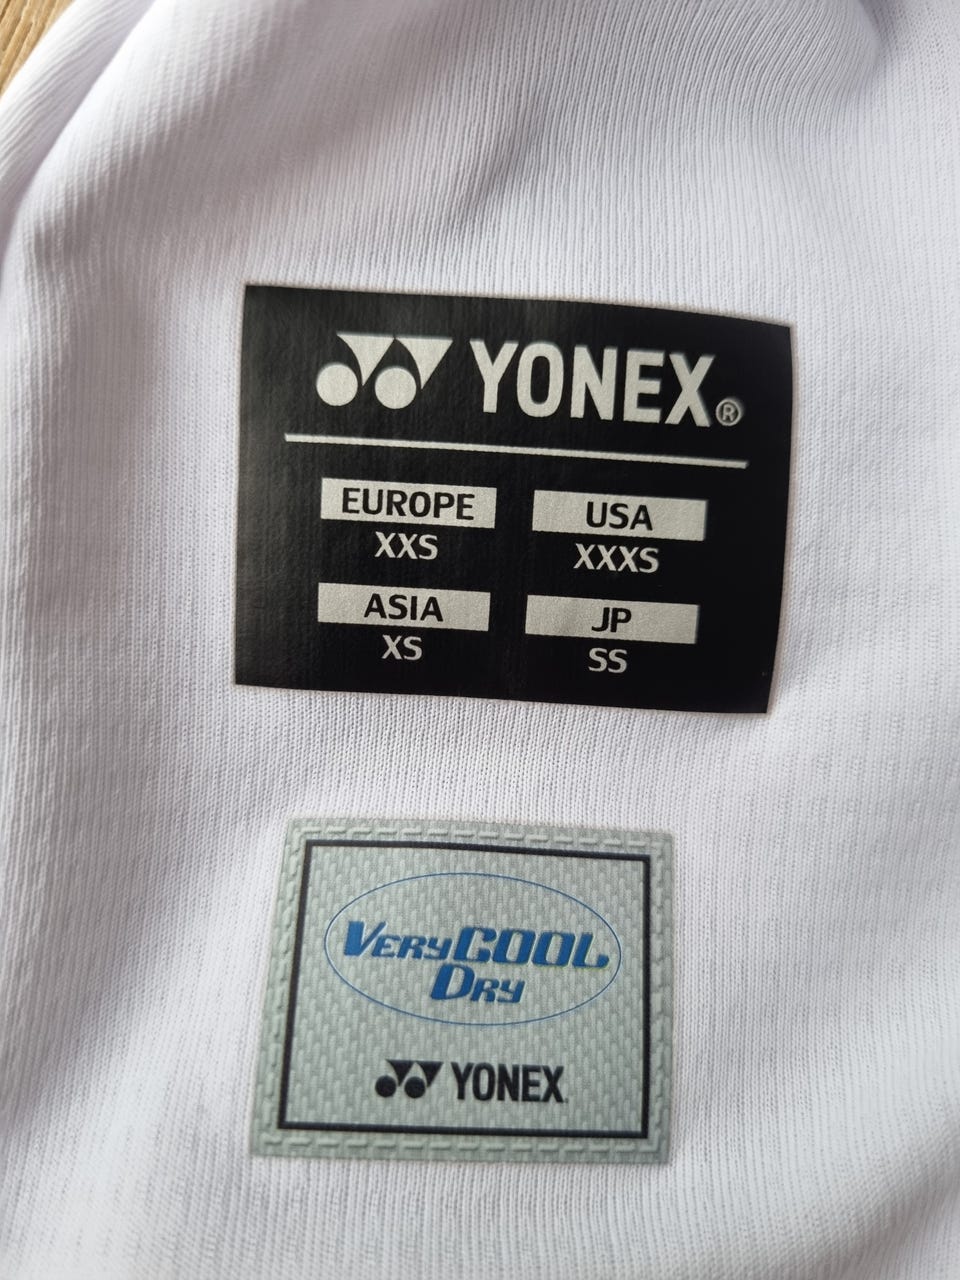 YONEX®
EUROPE USA
XXS XXXS
ASIA JP
XS SS
VERYCOOL
DRY
YONEX